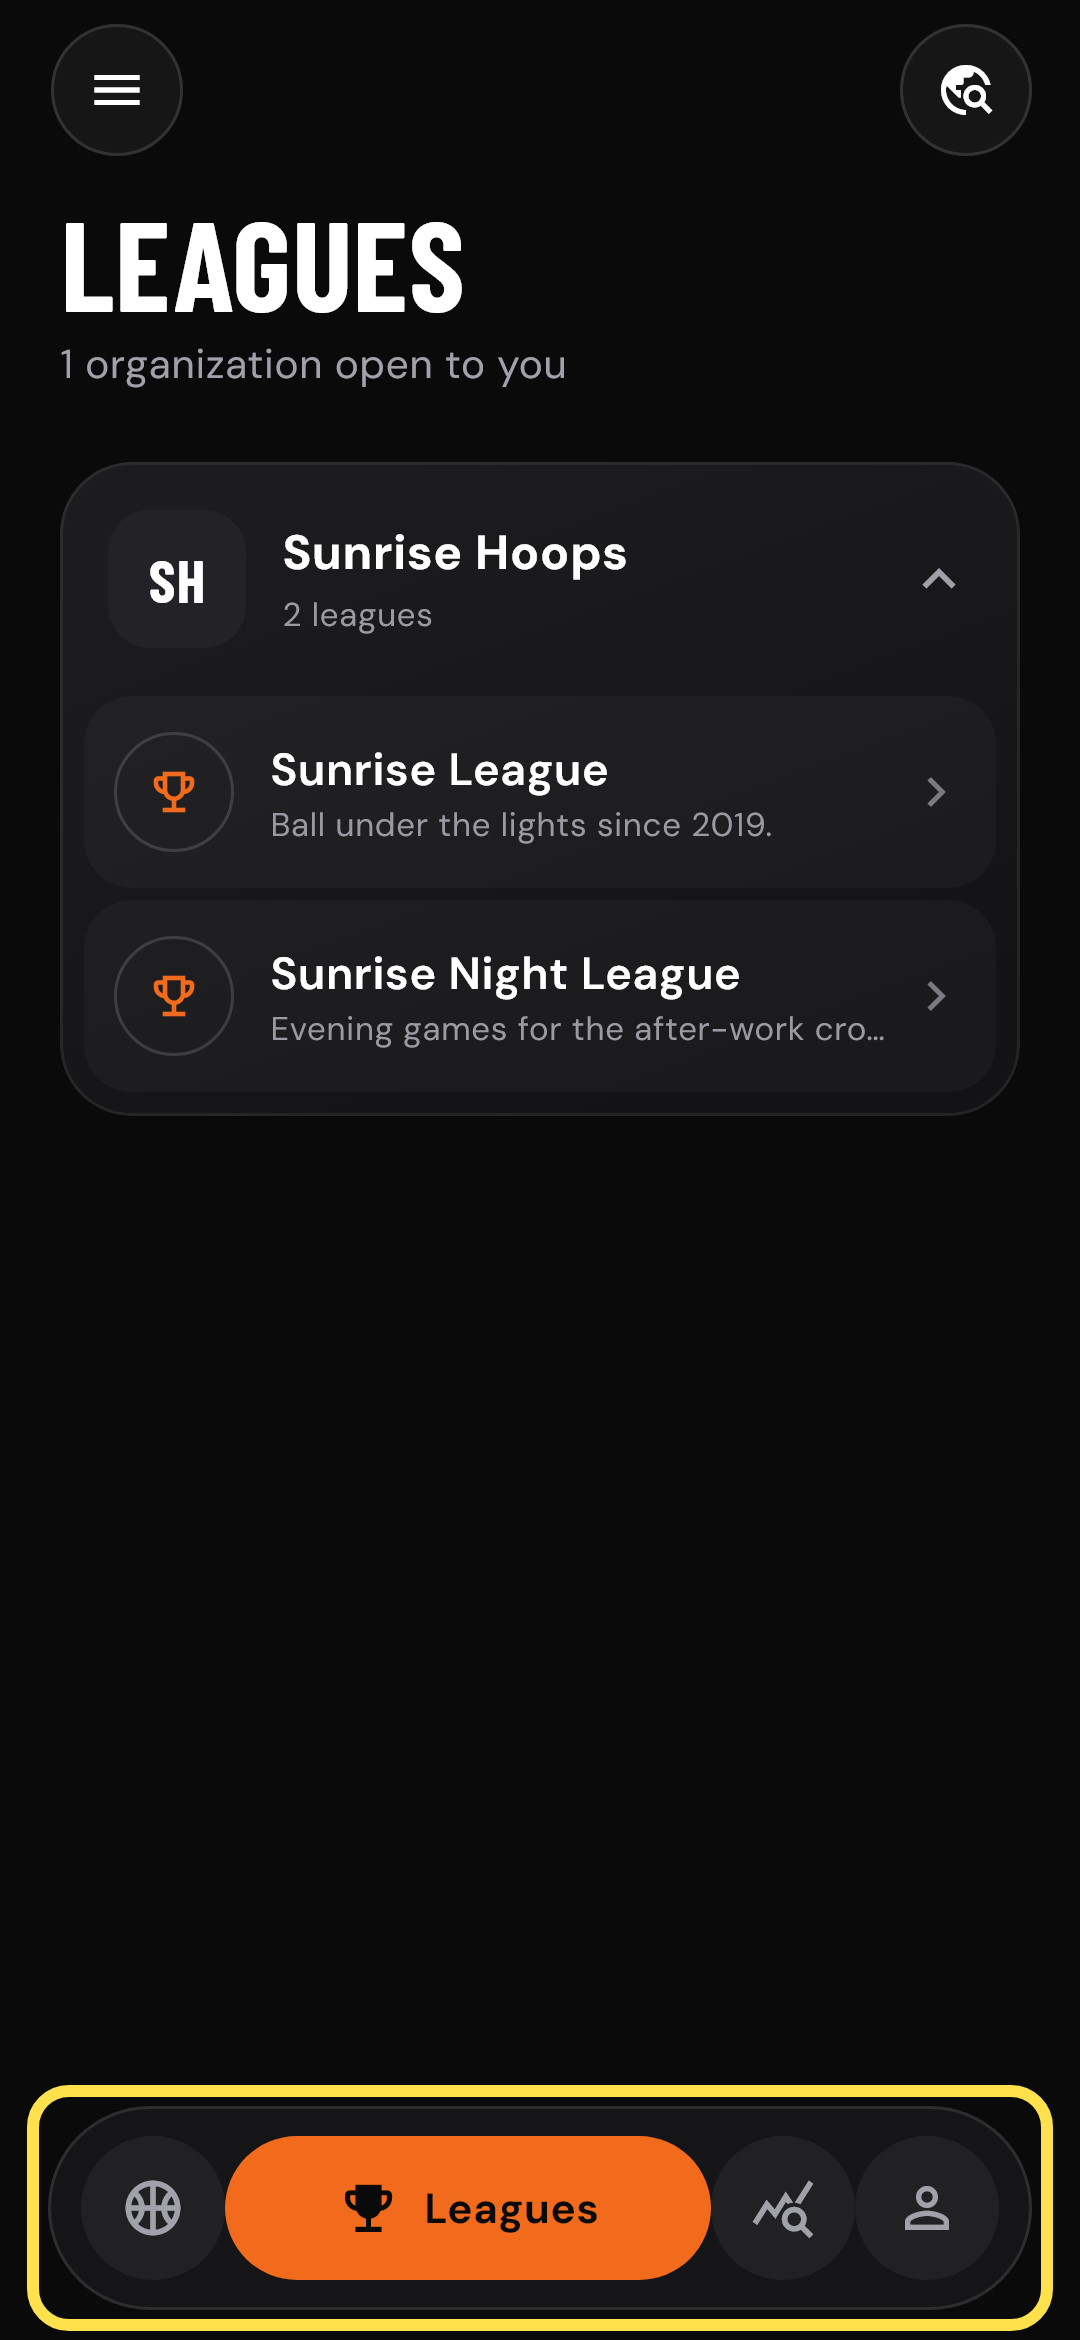 LEAGUES
1 organization open to you
SH
Sunrise Hoops
2 leagues
Sunrise League
Ball under the lights since 2019.
Sunrise Night League
Evening games for the after-work cro...
Leagues